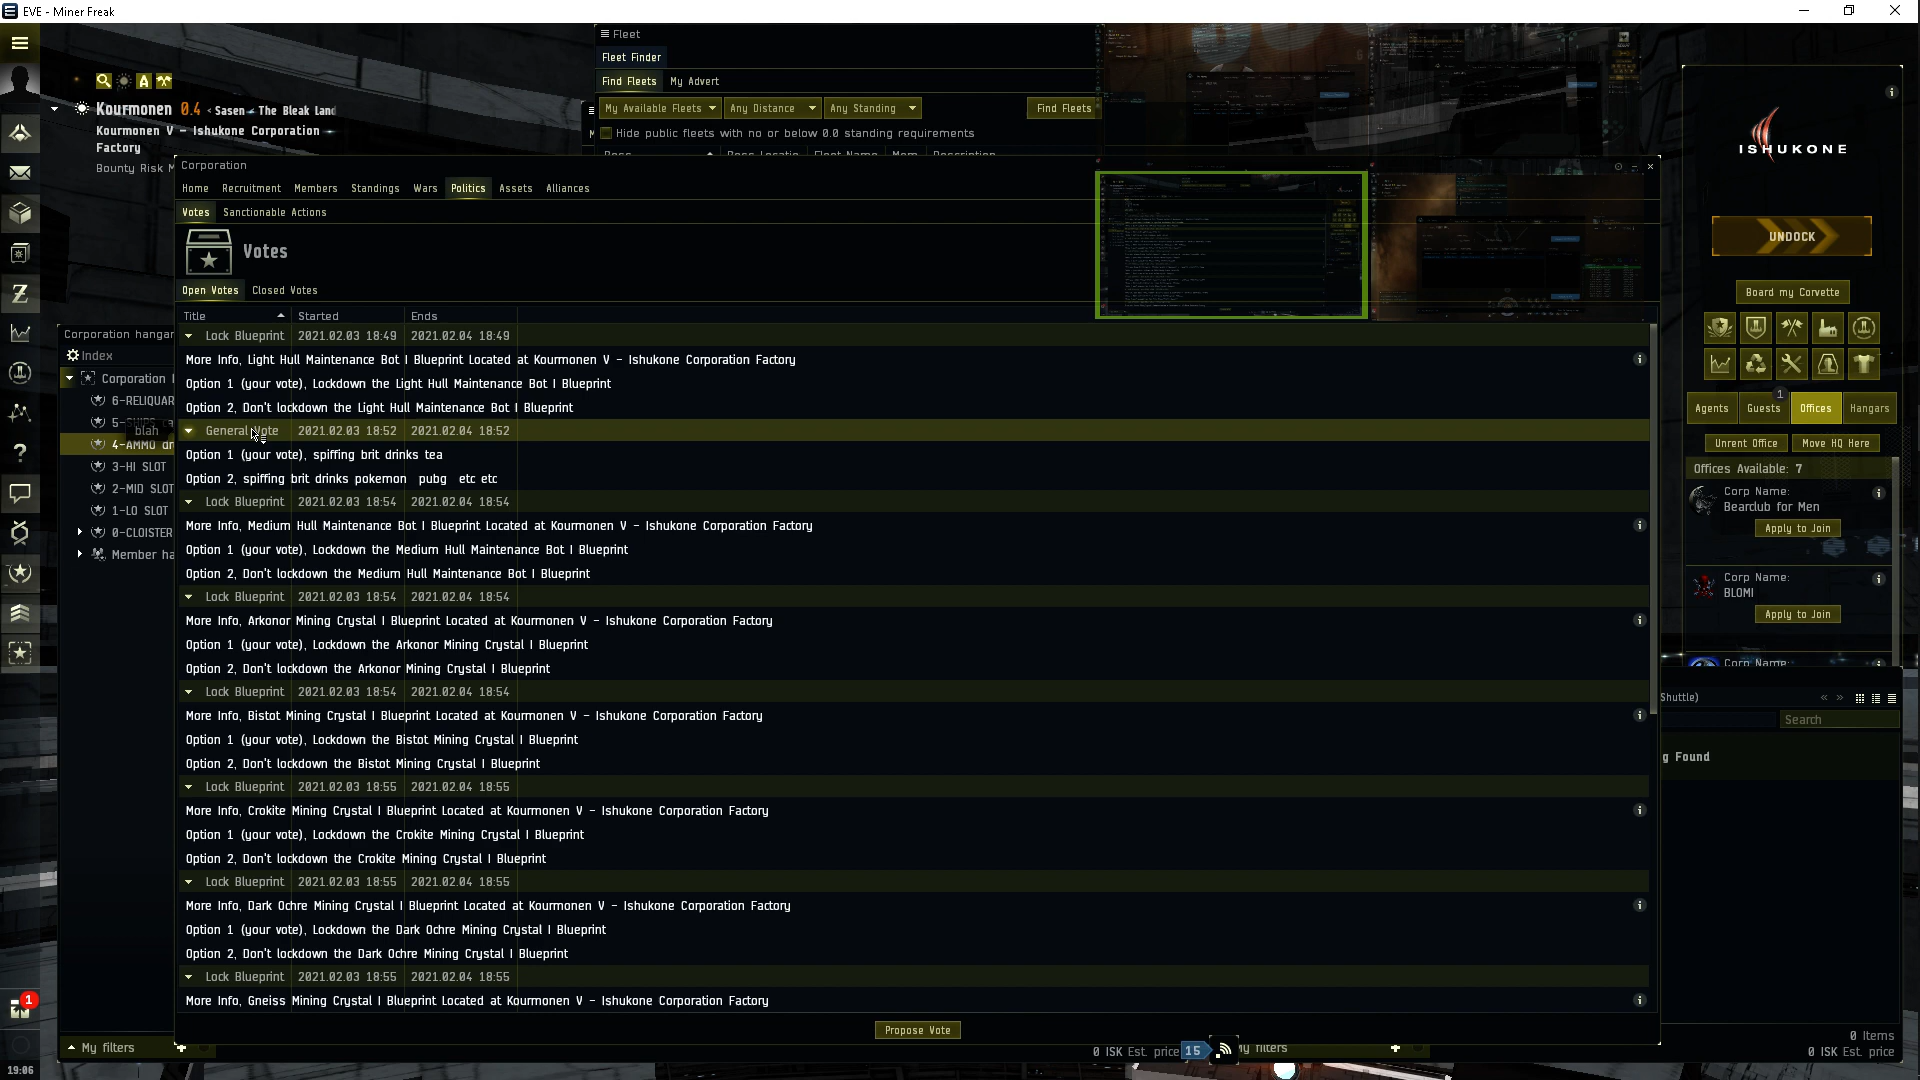 EVE - Miner Freak
Fleet
Fleet Finder
Find Fleets My Advert
My Available Fleets Any Distance Any Standing Find Fleets
Hide public fleets with no or below 0.0 standing requirements
Description
Kourmonen 0.4 < Sasen < The Bleak Land
Kourmonen V - Ishukone Corporation
Factory
Bounty Risk M
Corporation
Home Recruitment Members Standings Wars Politics Assets Alliances
Votes Sanctionable Actions
Votes
Open Votes Closed Votes
Title Started Ends
Lock Blueprint 2021.02.03 18:49 2021.02.04 18:49
More Info, Light Hull Maintenance Bot I Blueprint Located at Kourmonen V - Ishukone Corporation Factory
Option 1 (your vote), Lockdown the Light Hull Maintenance Bot I Blueprint
Option 2, Don't lockdown the Light Hull Maintenance Bot I Blueprint
General Vote 2021.02.03 18:52 2021.02.04 18:52
Option 1 (your vote), spiffing brit drinks tea
Option 2, spiffing brit drinks pokemon pubg etc etc
Lock Blueprint 2021.02.03 18:54 2021.02.04 18:54
More Info, Medium Hull Maintenance Bot I Blueprint Located at Kourmonen V - Ishukone Corporation Factory
Option 1 (your vote), Lockdown the Medium Hull Maintenance Bot I Blueprint
Option 2, Don't lockdown the Medium Hull Maintenance Bot I Blueprint
Lock Blueprint 2021.02.03 18:54 2021.02.04 18:54
More Info, Arkonor Mining Crystal I Blueprint Located at Kourmonen V - Ishukone Corporation Factory
Option 1 (your vote), Lockdown the Arkonor Mining Crystal I Blueprint
Option 2, Don't lockdown the Arkonor Mining Crystal I Blueprint
Lock Blueprint 2021.02.03 18:54 2021.02.04 18:54
More Info, Bistot Mining Crystal I Blueprint Located at Kourmonen V - Ishukone Corporation Factory
Option 1 (your vote), Lockdown the Bistot Mining Crystal I Blueprint
Option 2, Don't lockdown the Bistot Mining Crystal I Blueprint
Lock Blueprint 2021.02.03 18:55 2021.02.04 18:55
More Info, Crokite Mining Crystal I Blueprint Located at Kourmonen V - Ishukone Corporation Factory
Option 1 (your vote), Lockdown the Crokite Mining Crystal I Blueprint
Option 2, Don't lockdown the Crokite Mining Crystal I Blueprint
Lock Blueprint 2021.02.03 18:55 2021.02.04 18:55
More Info, Dark Ochre Mining Crystal I Blueprint Located at Kourmonen V - Ishukone Corporation Factory
Option 1 (your vote), Lockdown the Dark Ochre Mining Crystal I Blueprint
Option 2, Don't lockdown the Dark Ochre Mining Crystal I Blueprint
Lock Blueprint 2021.02.03 18:55 2021.02.04 18:55
More Info, Gneiss Mining Crystal I Blueprint Located at Kourmonen V - Ishukone Corporation Factory
Propose Vote
Corporation hangar
Index
Corporation
6-RELIQUAR
5-SHIPS
blah
4-AMMO dr
3-HI SLOT
2-MID SLOT
1-LO SLOT
0-CLOISTER
Member ha
My filters
1
19:06
0 ISK Est. price
15
My filters
ISHUKONE
UNDOCK
Board my Corvette
1
Agents Guests Offices Hangars
Unrent Office Move HQ Here
Offices Available: 7
Corp Name:
Bearclub for Men
Apply to Join
Corp Name:
BLOMI
Apply to Join
Corp Name:
Shuttle)
Search
g Found
0 Items
0 ISK Est. price